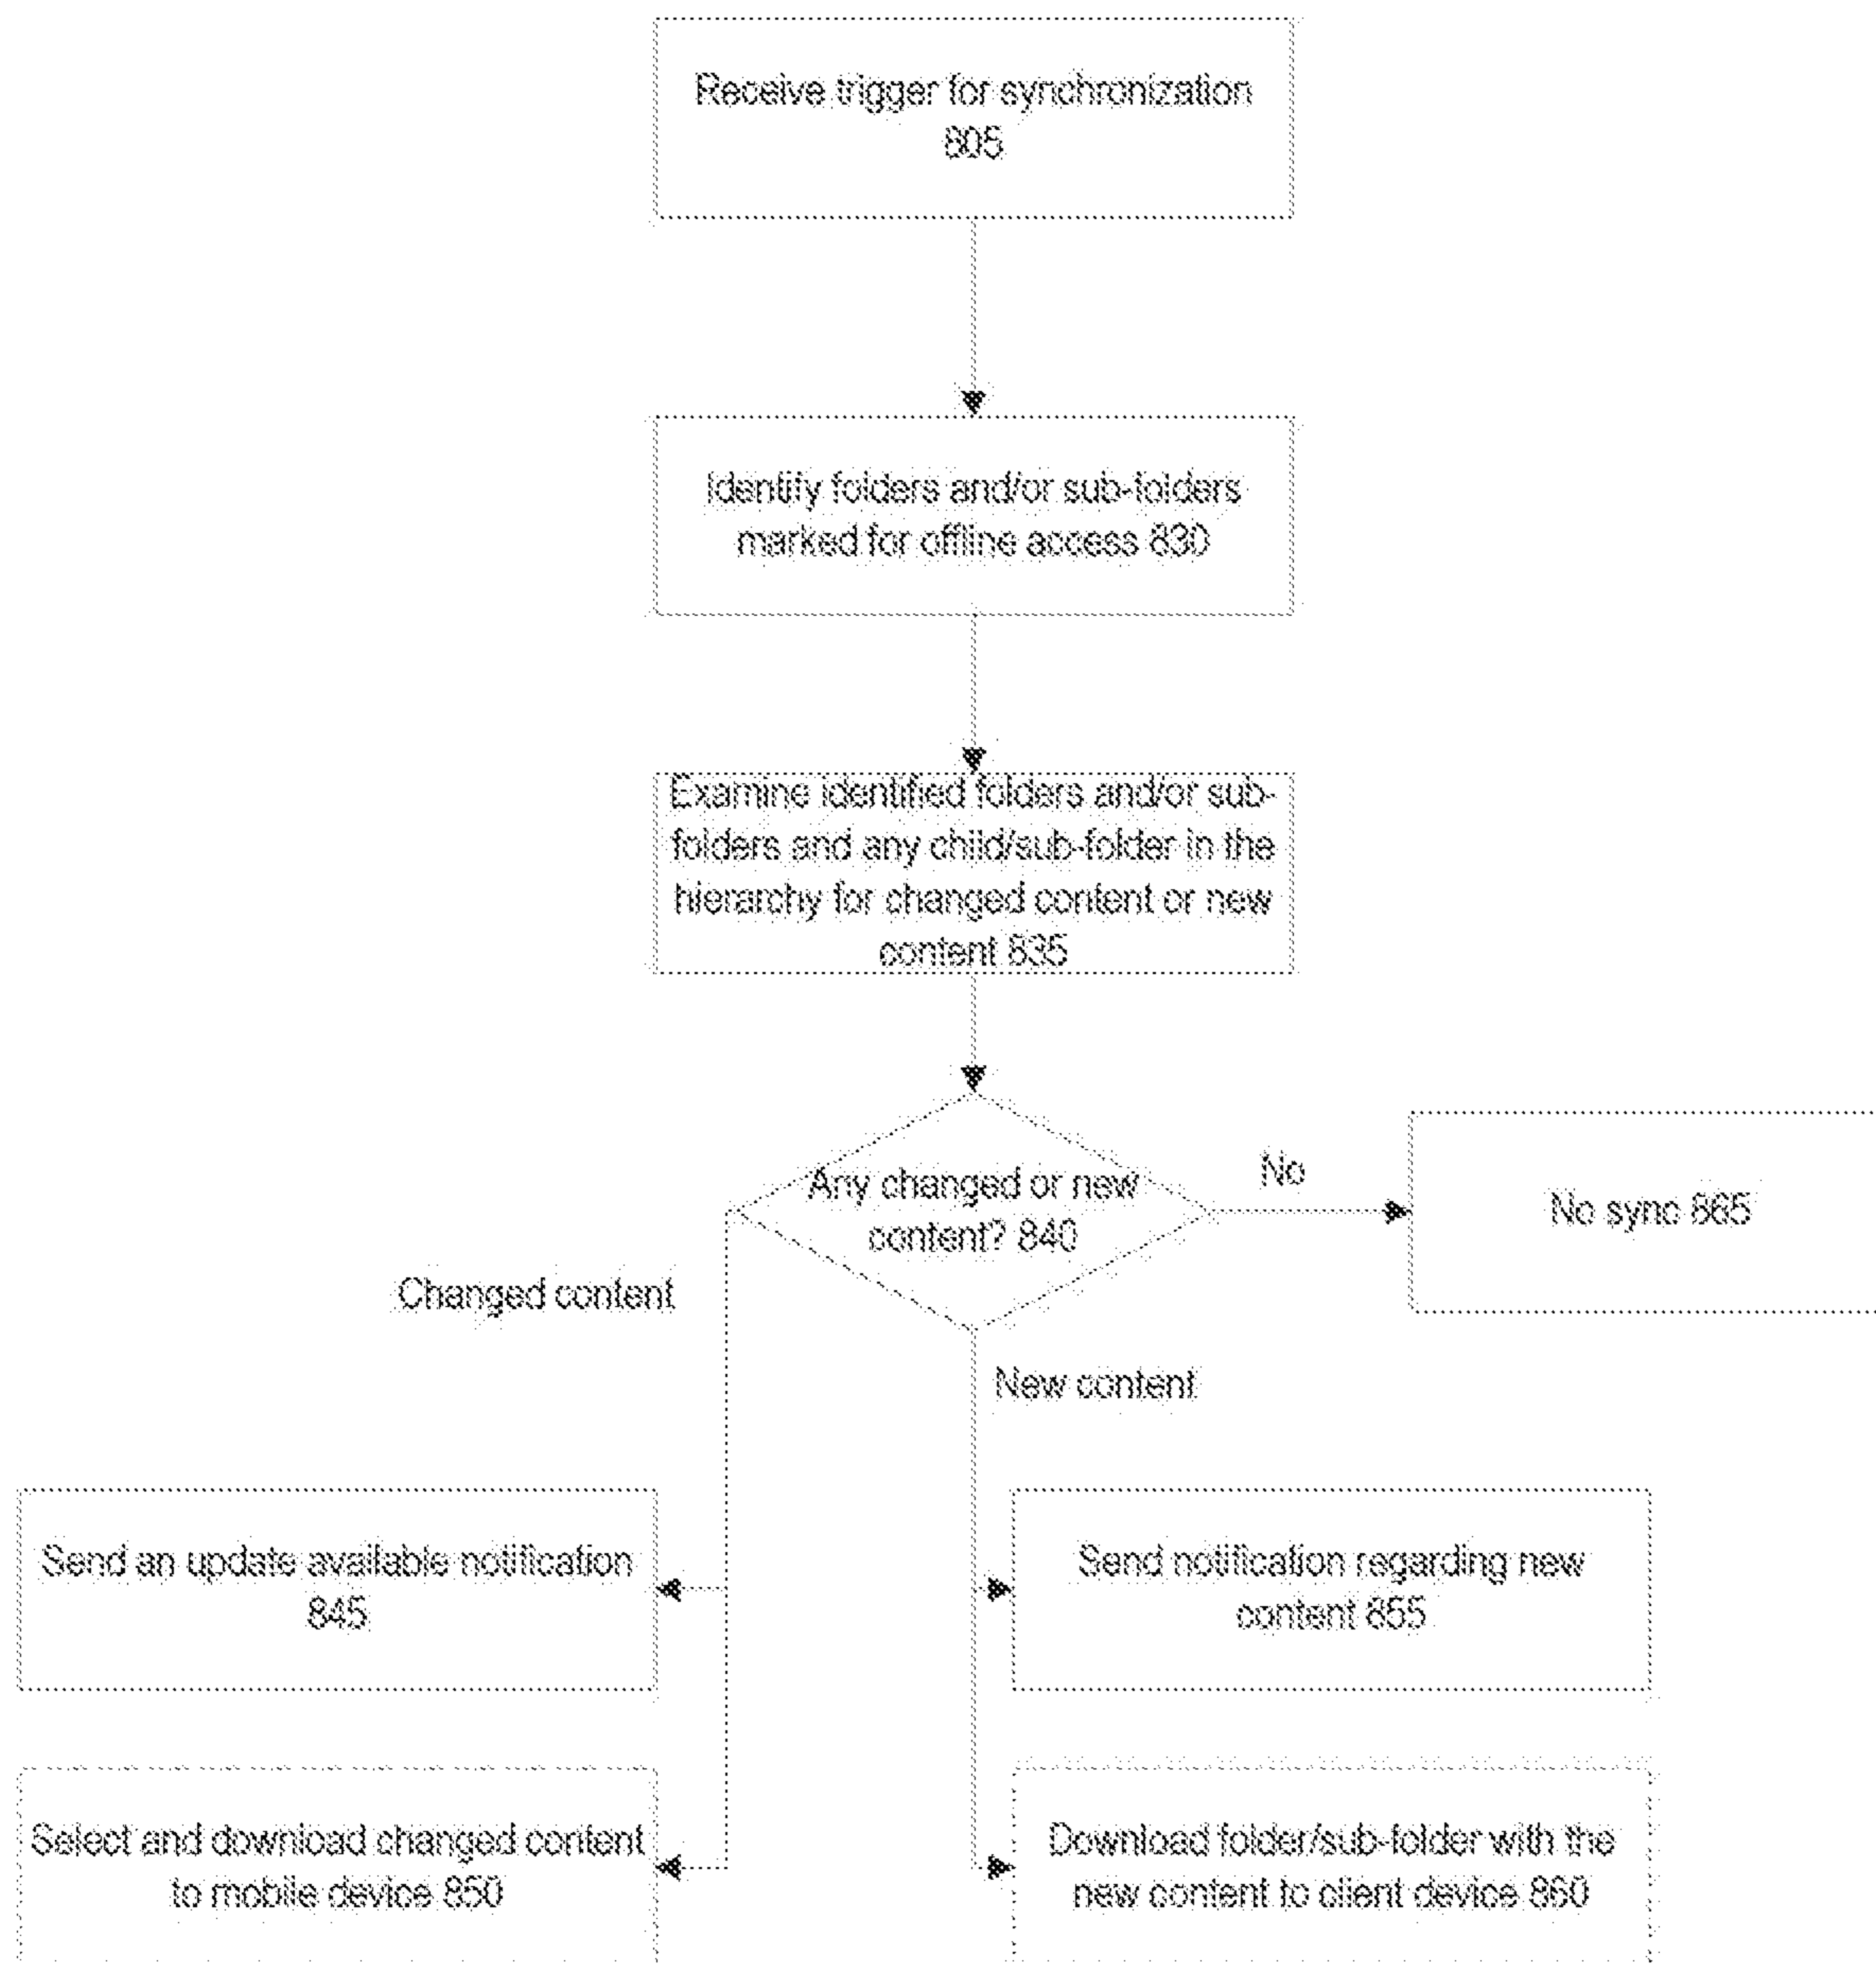 Receive trigger for synchronization
805
Identify folders and/or sub-folders
marked for offline access 830
Examine identified folders and/or sub-
folders and any child/sub-folder in the
hierarchy for changed content or new
content 835
Any changed or new
content? 840
No
No sync 865
Changed content
New content
Send an update available notification
845
Send notification regarding new
content 855
Select and download changed content
to mobile device 850
Download folder/sub-folder with the
new content to client device 860